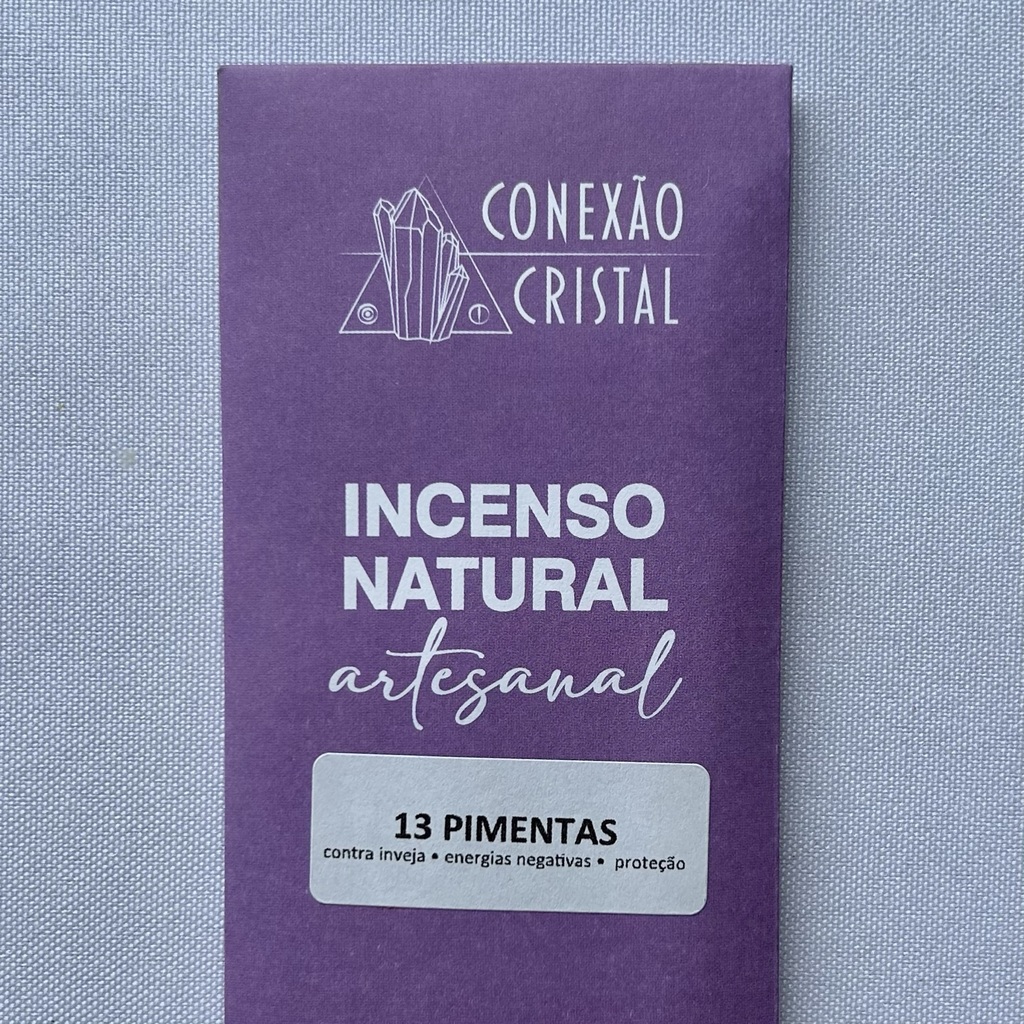 CONEXÃO
CRISTAL
INCENSO
NATURAL
artesanal
13 PIMENTAS
contra inveja • energias negativas • proteção